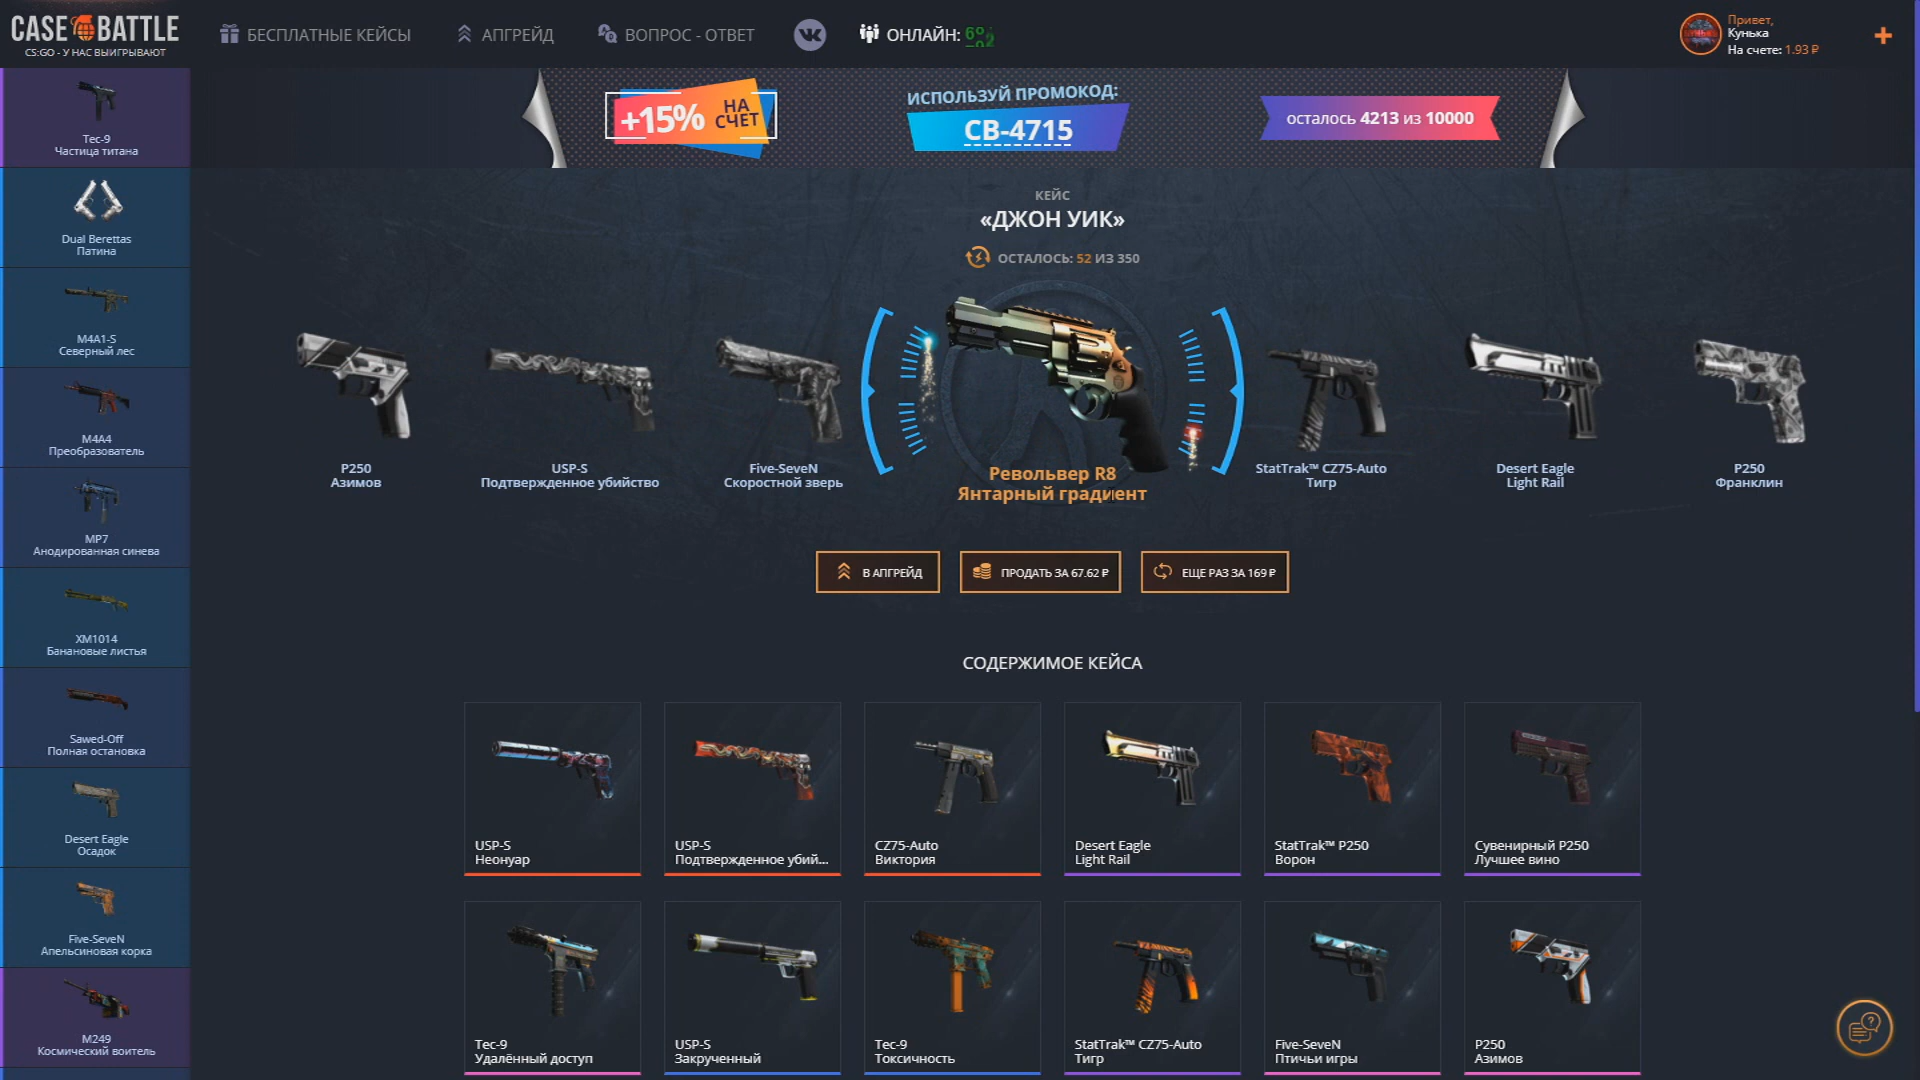 CASE BATTLE
CS:GO - У НАС ВЫИГРЫВАЮТ
БЕСПЛАТНЫЕ КЕЙСЫ
АПГРЕЙД
ВОПРОС - ОТВЕТ
ОНЛАЙН:
Привет,
Кунька
На счете: 1.93 ₽
+15% НА СЧЕТ
ИСПОЛЬЗУЙ ПРОМОКОД:
CB-4715
осталось 4213 из 10000
Tec-9
Частица титана
Dual Berettas
Патина
M4A1-S
Северный лес
M4A4
Преобразователь
MP7
Анодированная синева
XM1014
Банановые листья
Sawed-Off
Полная остановка
Desert Eagle
Осадок
Five-SeveN
Апельсиновая корка
M249
Космический воитель
КЕЙС
«ДЖОН УИК»
ОСТАЛОСЬ: 52 ИЗ 350
P250
Азимов
USP-S
Подтвержденное убийство
Five-SeveN
Скоростной зверь
Револьвер R8
Янтарный градиент
StatTrak™ CZ75-Auto
Тигр
Desert Eagle
Light Rail
P250
Франклин
В АПГРЕЙД
ПРОДАТЬ ЗА 67.62 ₽
ЕЩЕ РАЗ ЗА 169 ₽
СОДЕРЖИМОЕ КЕЙСА
USP-S
Неонуар
USP-S
Подтвержденное убий...
CZ75-Auto
Виктория
Desert Eagle
Light Rail
StatTrak™ P250
Ворон
Сувенирный P250
Лучшее вино
Tec-9
Удалённый доступ
USP-S
Закрученный
Tec-9
Токсичность
StatTrak™ CZ75-Auto
Тигр
Five-SeveN
Птичьи игры
P250
Азимов